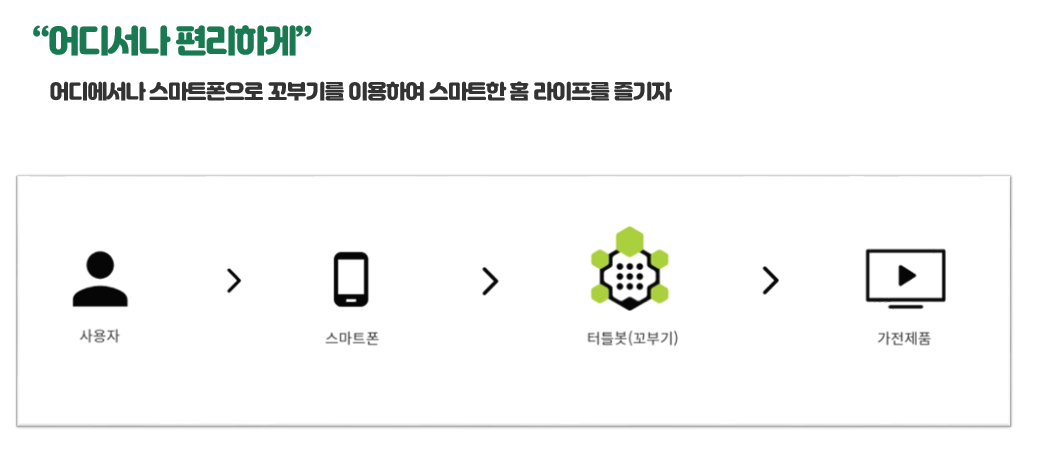 “어디서나 편리하게”
어디에서나 스마트폰으로 꼬부기를 이용하여 스마트한 홈 라이프를 즐기자
사용자
스마트폰
터틀봇(꼬부기)
가전제품